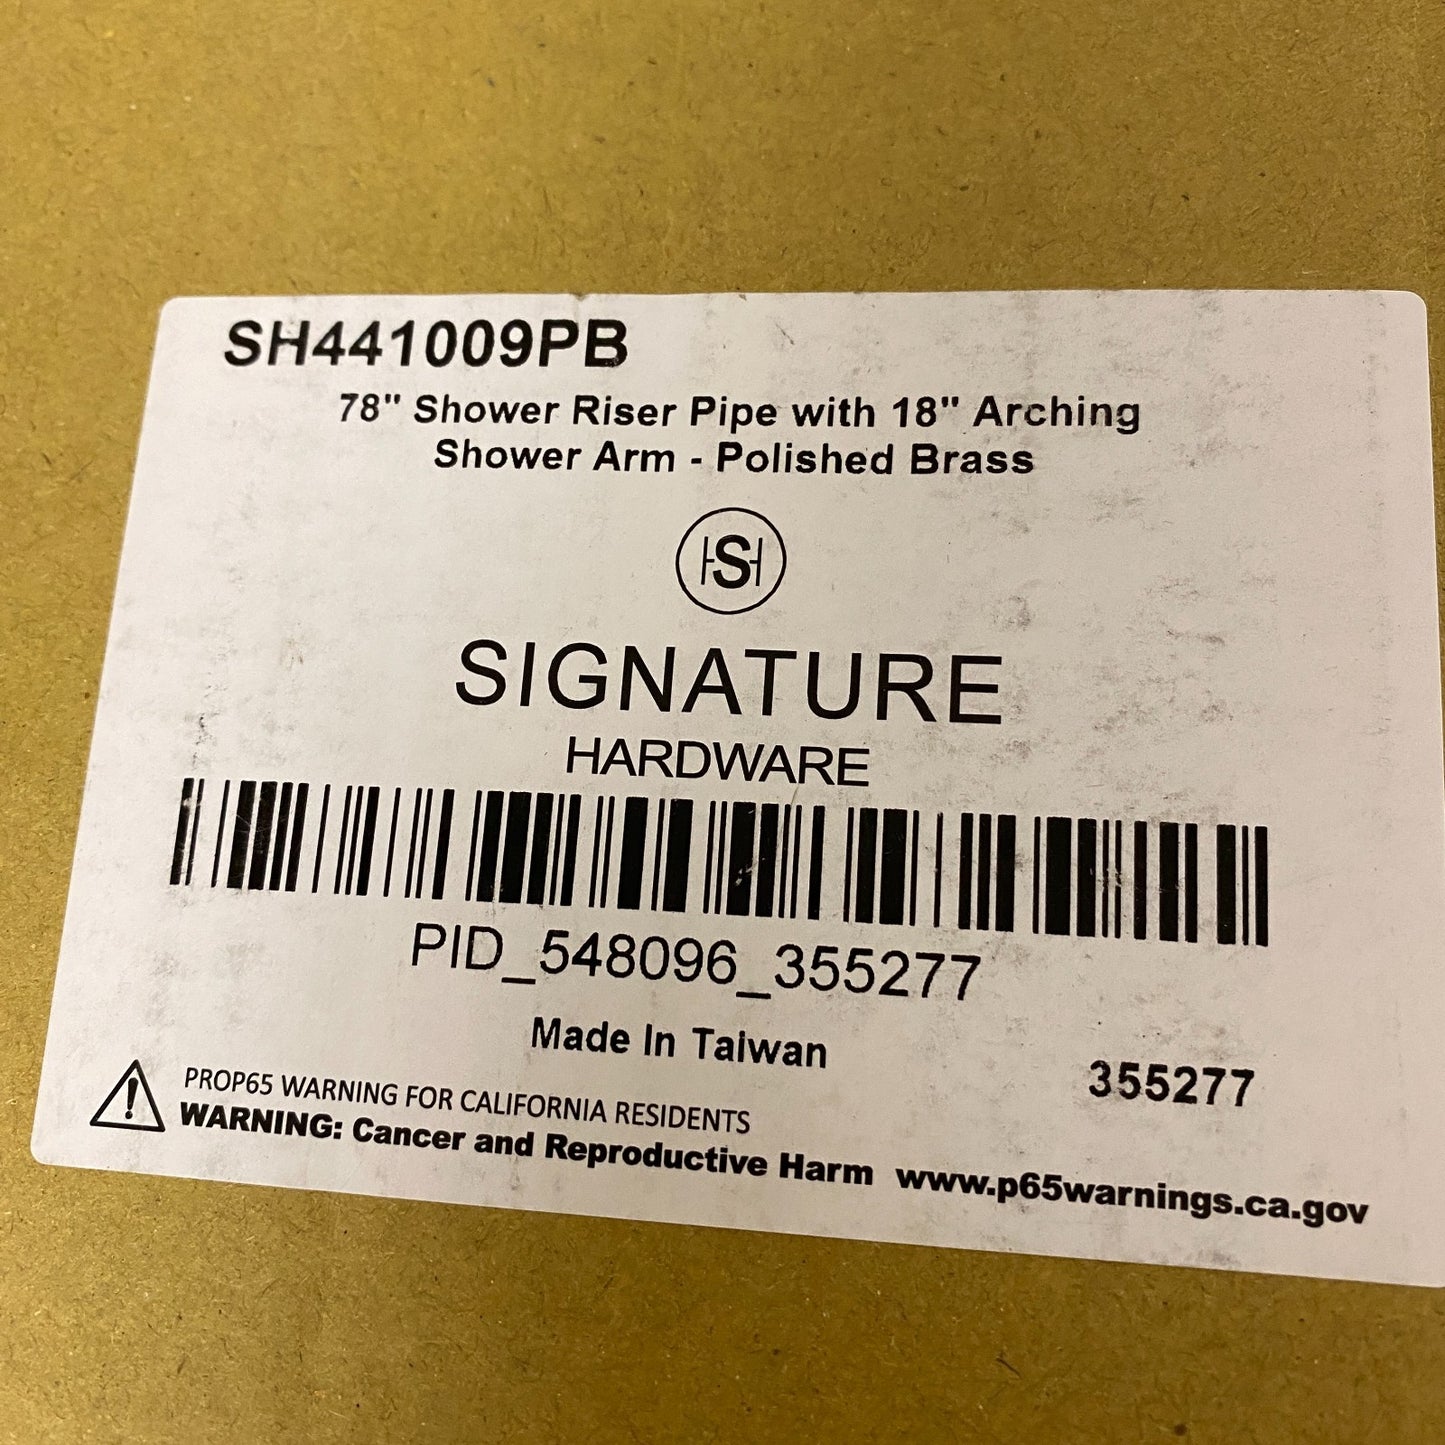 SH441009PB
78" Shower Riser Pipe with 18" Arching
Shower Arm - Polished Brass
HSH
SIGNATURE
HARDWARE
PID_548096_355277
Made In Taiwan
355277
PROP65 WARNING FOR CALIFORNIA RESIDENTS
WARNING: Cancer and Reproductive Harm www.p65warnings.ca.gov